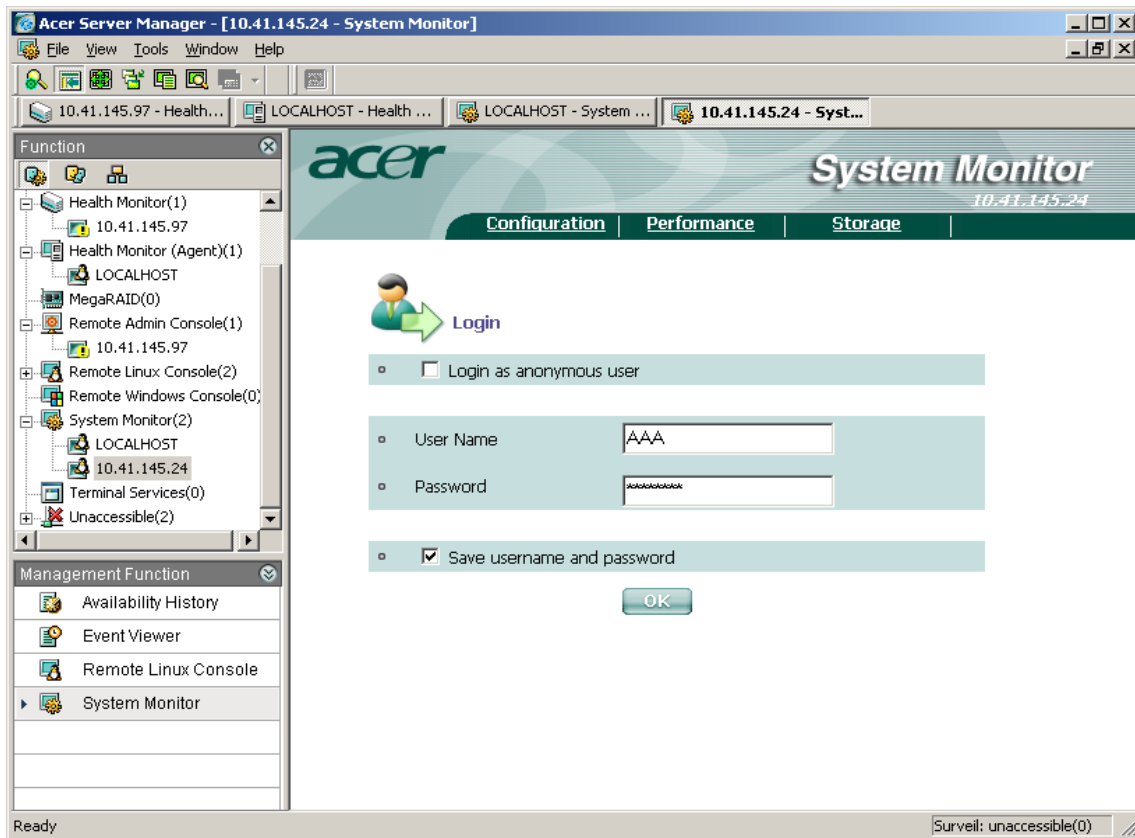 Acer Server Manager - [10.41.145.24 - System Monitor]
File View Tools Window Help
10.41.145.97 - Health... LOCALHOST - Health ... LOCALHOST - System ... 10.41.145.24 - Syst...
Function
Health Monitor(1)
10.41.145.97
Health Monitor (Agent)(1)
LOCALHOST
MegaRAID(0)
Remote Admin Console(1)
10.41.145.97
Remote Linux Console(2)
Remote Windows Console(0)
System Monitor(2)
LOCALHOST
10.41.145.24
Terminal Services(0)
Unaccessible(2)
Management Function
Availability History
Event Viewer
Remote Linux Console
System Monitor
acer
System Monitor
10.41.145.24
Configuration | Performance | Storage |
Login
Login as anonymous user
User Name AAA
Password ********
Save username and password
OK
Ready
Surveil: unaccessible(0)